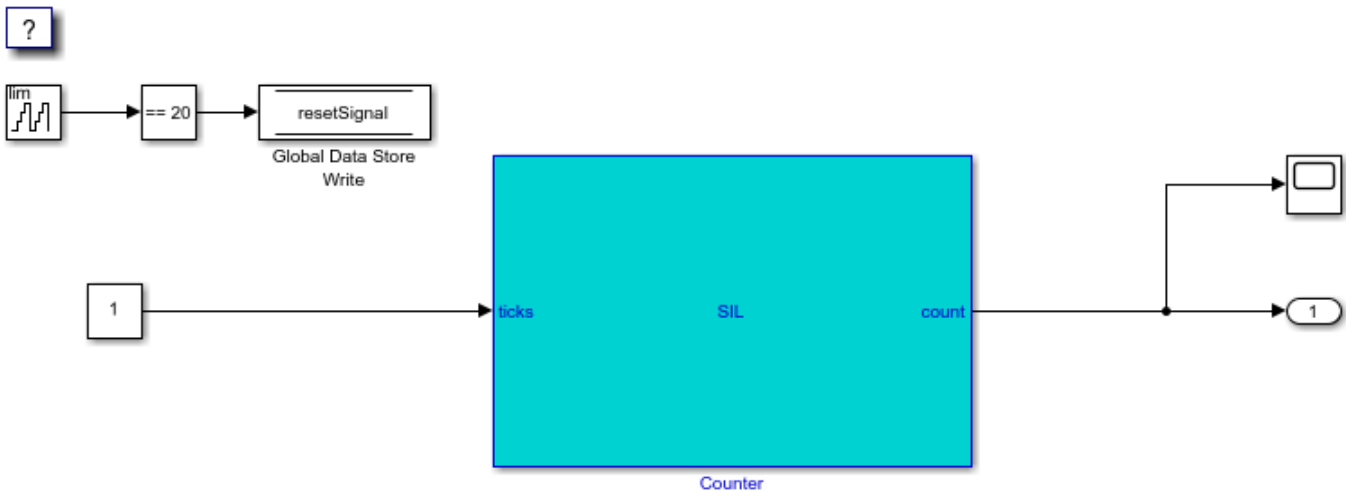 ?
lim
== 20
resetSignal
Global Data Store
Write
1
ticks
SIL
count
1
Counter